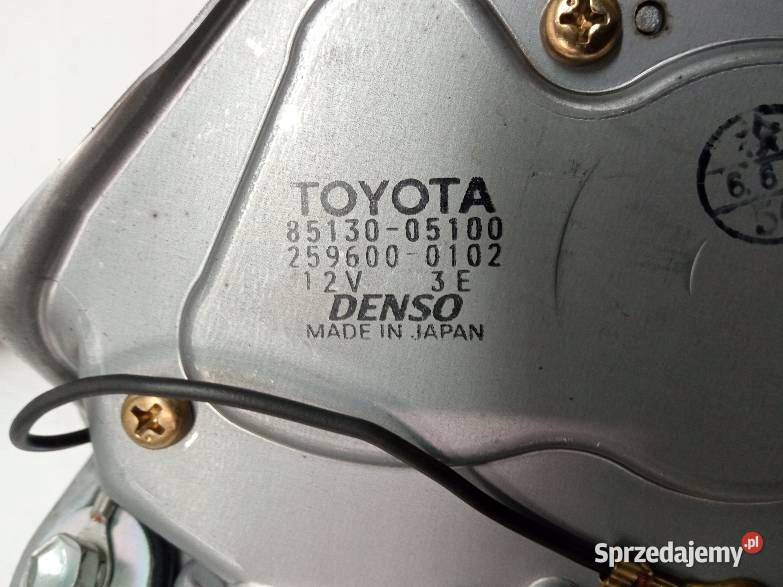 TOYOTA
85130-05100
259600-0102
12V 3E
DENSO
MADE IN JAPAN
Sprzedajemy.pl